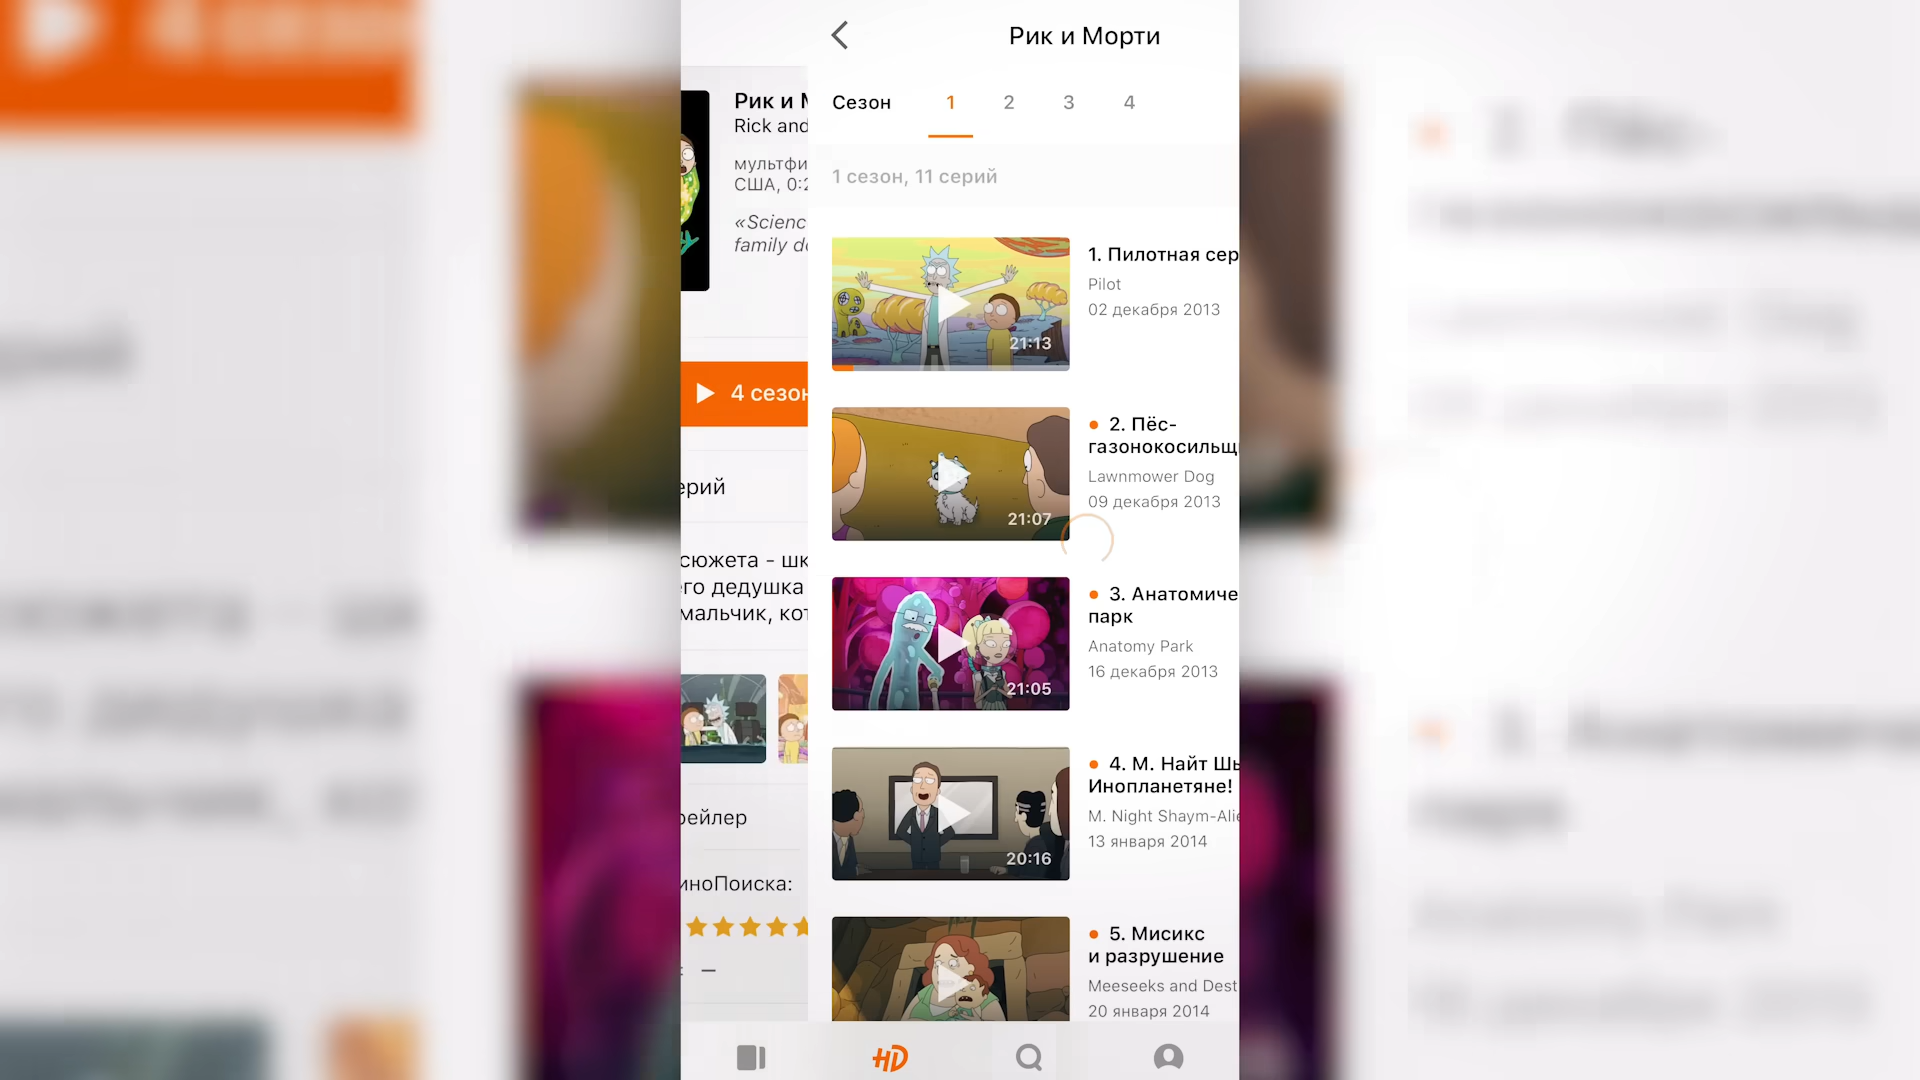 Рик и Морти
Сезон 1 2 3 4
1 сезон, 11 серий
1. Пилотная сер
Pilot
02 декабря 2013
21:13
2. Пёс-
газонокосильщ
Lawnmower Dog
09 декабря 2013
21:07
3. Анатомиче
парк
Anatomy Park
16 декабря 2013
21:05
4. М. Найт Шь
Инопланетяне!
M. Night Shaym-Alie
13 января 2014
20:16
5. Мисикс
и разрушение
Meeseeks and Dest
20 января 2014
Рик и М
Rick and
мультфи
США, 0:2
«Scienc
family do
4 сезон
ерий
сюжета - шк
его дедушка
мальчик, кот
рейлер
иноПоиска:
: –
HD